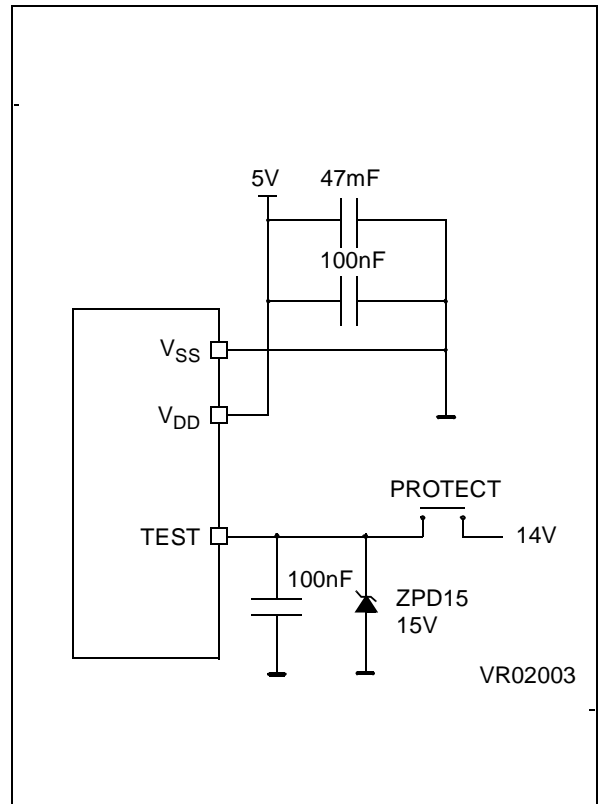 5V 47mF
100nF
VSS
VDD
PROTECT
TEST 14V
100nF ZPD15
15V
VR02003